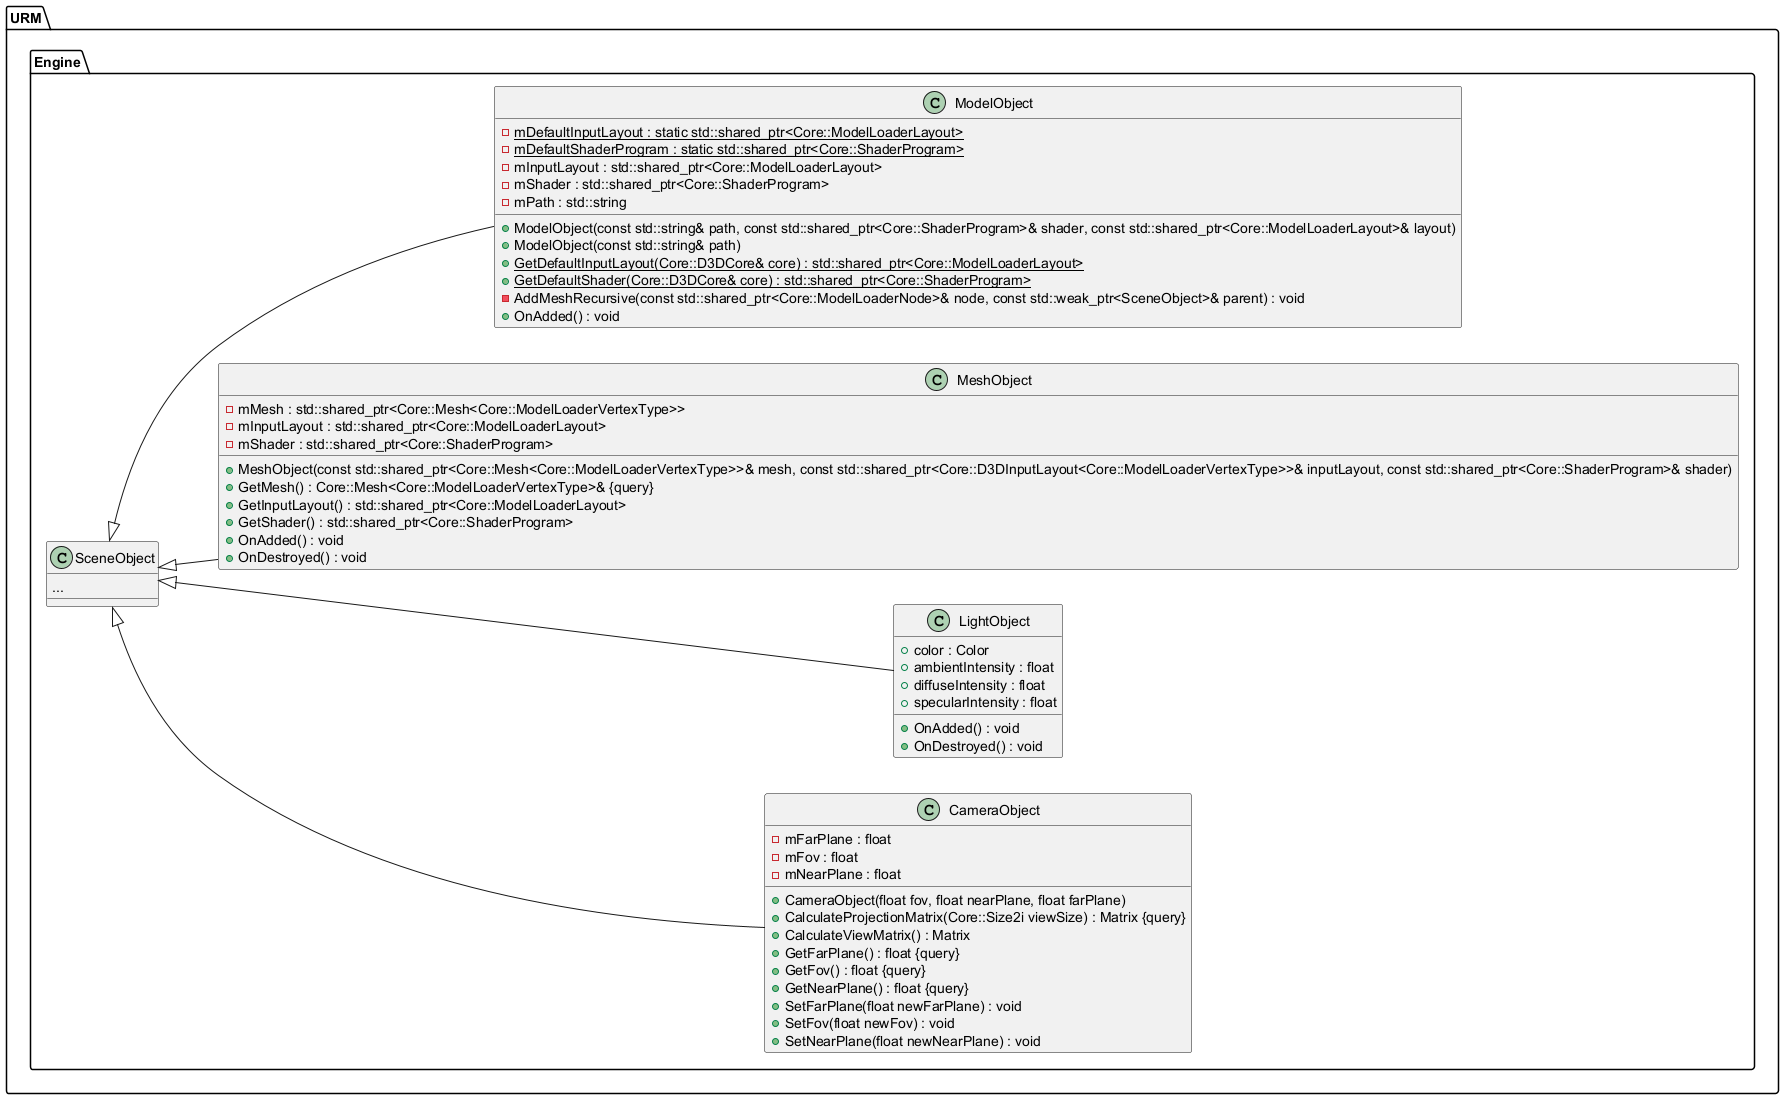 URM
Engine
C ModelObject
mDefaultInputLayout : static std::shared_ptr<Core::ModelLoaderLayout>
mDefaultShaderProgram : static std::shared_ptr<Core::ShaderProgram>
mInputLayout : std::shared_ptr<Core::ModelLoaderLayout>
mShader : std::shared_ptr<Core::ShaderProgram>
mPath : std::string
ModelObject(const std::string& path, const std::shared_ptr<Core::ShaderProgram>& shader, const std::shared_ptr<Core::ModelLoaderLayout>& layout)
ModelObject(const std::string& path)
GetDefaultInputLayout(Core::D3DCore& core) : std::shared_ptr<Core::ModelLoaderLayout>
GetDefaultShader(Core::D3DCore& core) : std::shared_ptr<Core::ShaderProgram>
AddMeshRecursive(const std::shared_ptr<Core::ModelLoaderNode>& node, const std::weak_ptr<SceneObject>& parent) : void
OnAdded() : void
C MeshObject
mMesh : std::shared_ptr<Core::Mesh<Core::ModelLoaderVertexType>>
mInputLayout : std::shared_ptr<Core::ModelLoaderLayout>
mShader : std::shared_ptr<Core::ShaderProgram>
MeshObject(const std::shared_ptr<Core::Mesh<Core::ModelLoaderVertexType>>& mesh, const std::shared_ptr<Core::D3DInputLayout<Core::ModelLoaderVertexType>>& inputLayout, const std::shared_ptr<Core::ShaderProgram>& shader)
GetMesh() : Core::Mesh<Core::ModelLoaderVertexType>& {query}
GetInputLayout() : std::shared_ptr<Core::ModelLoaderLayout>
GetShader() : std::shared_ptr<Core::ShaderProgram>
OnAdded() : void
OnDestroyed() : void
C SceneObject
...
C LightObject
color : Color
ambientIntensity : float
diffuseIntensity : float
specularIntensity : float
OnAdded() : void
OnDestroyed() : void
C CameraObject
mFarPlane : float
mFov : float
mNearPlane : float
CameraObject(float fov, float nearPlane, float farPlane)
CalculateProjectionMatrix(Core::Size2i viewSize) : Matrix {query}
CalculateViewMatrix() : Matrix
GetFarPlane() : float {query}
GetFov() : float {query}
GetNearPlane() : float {query}
SetFarPlane(float newFarPlane) : void
SetFov(float newFov) : void
SetNearPlane(float newNearPlane) : void